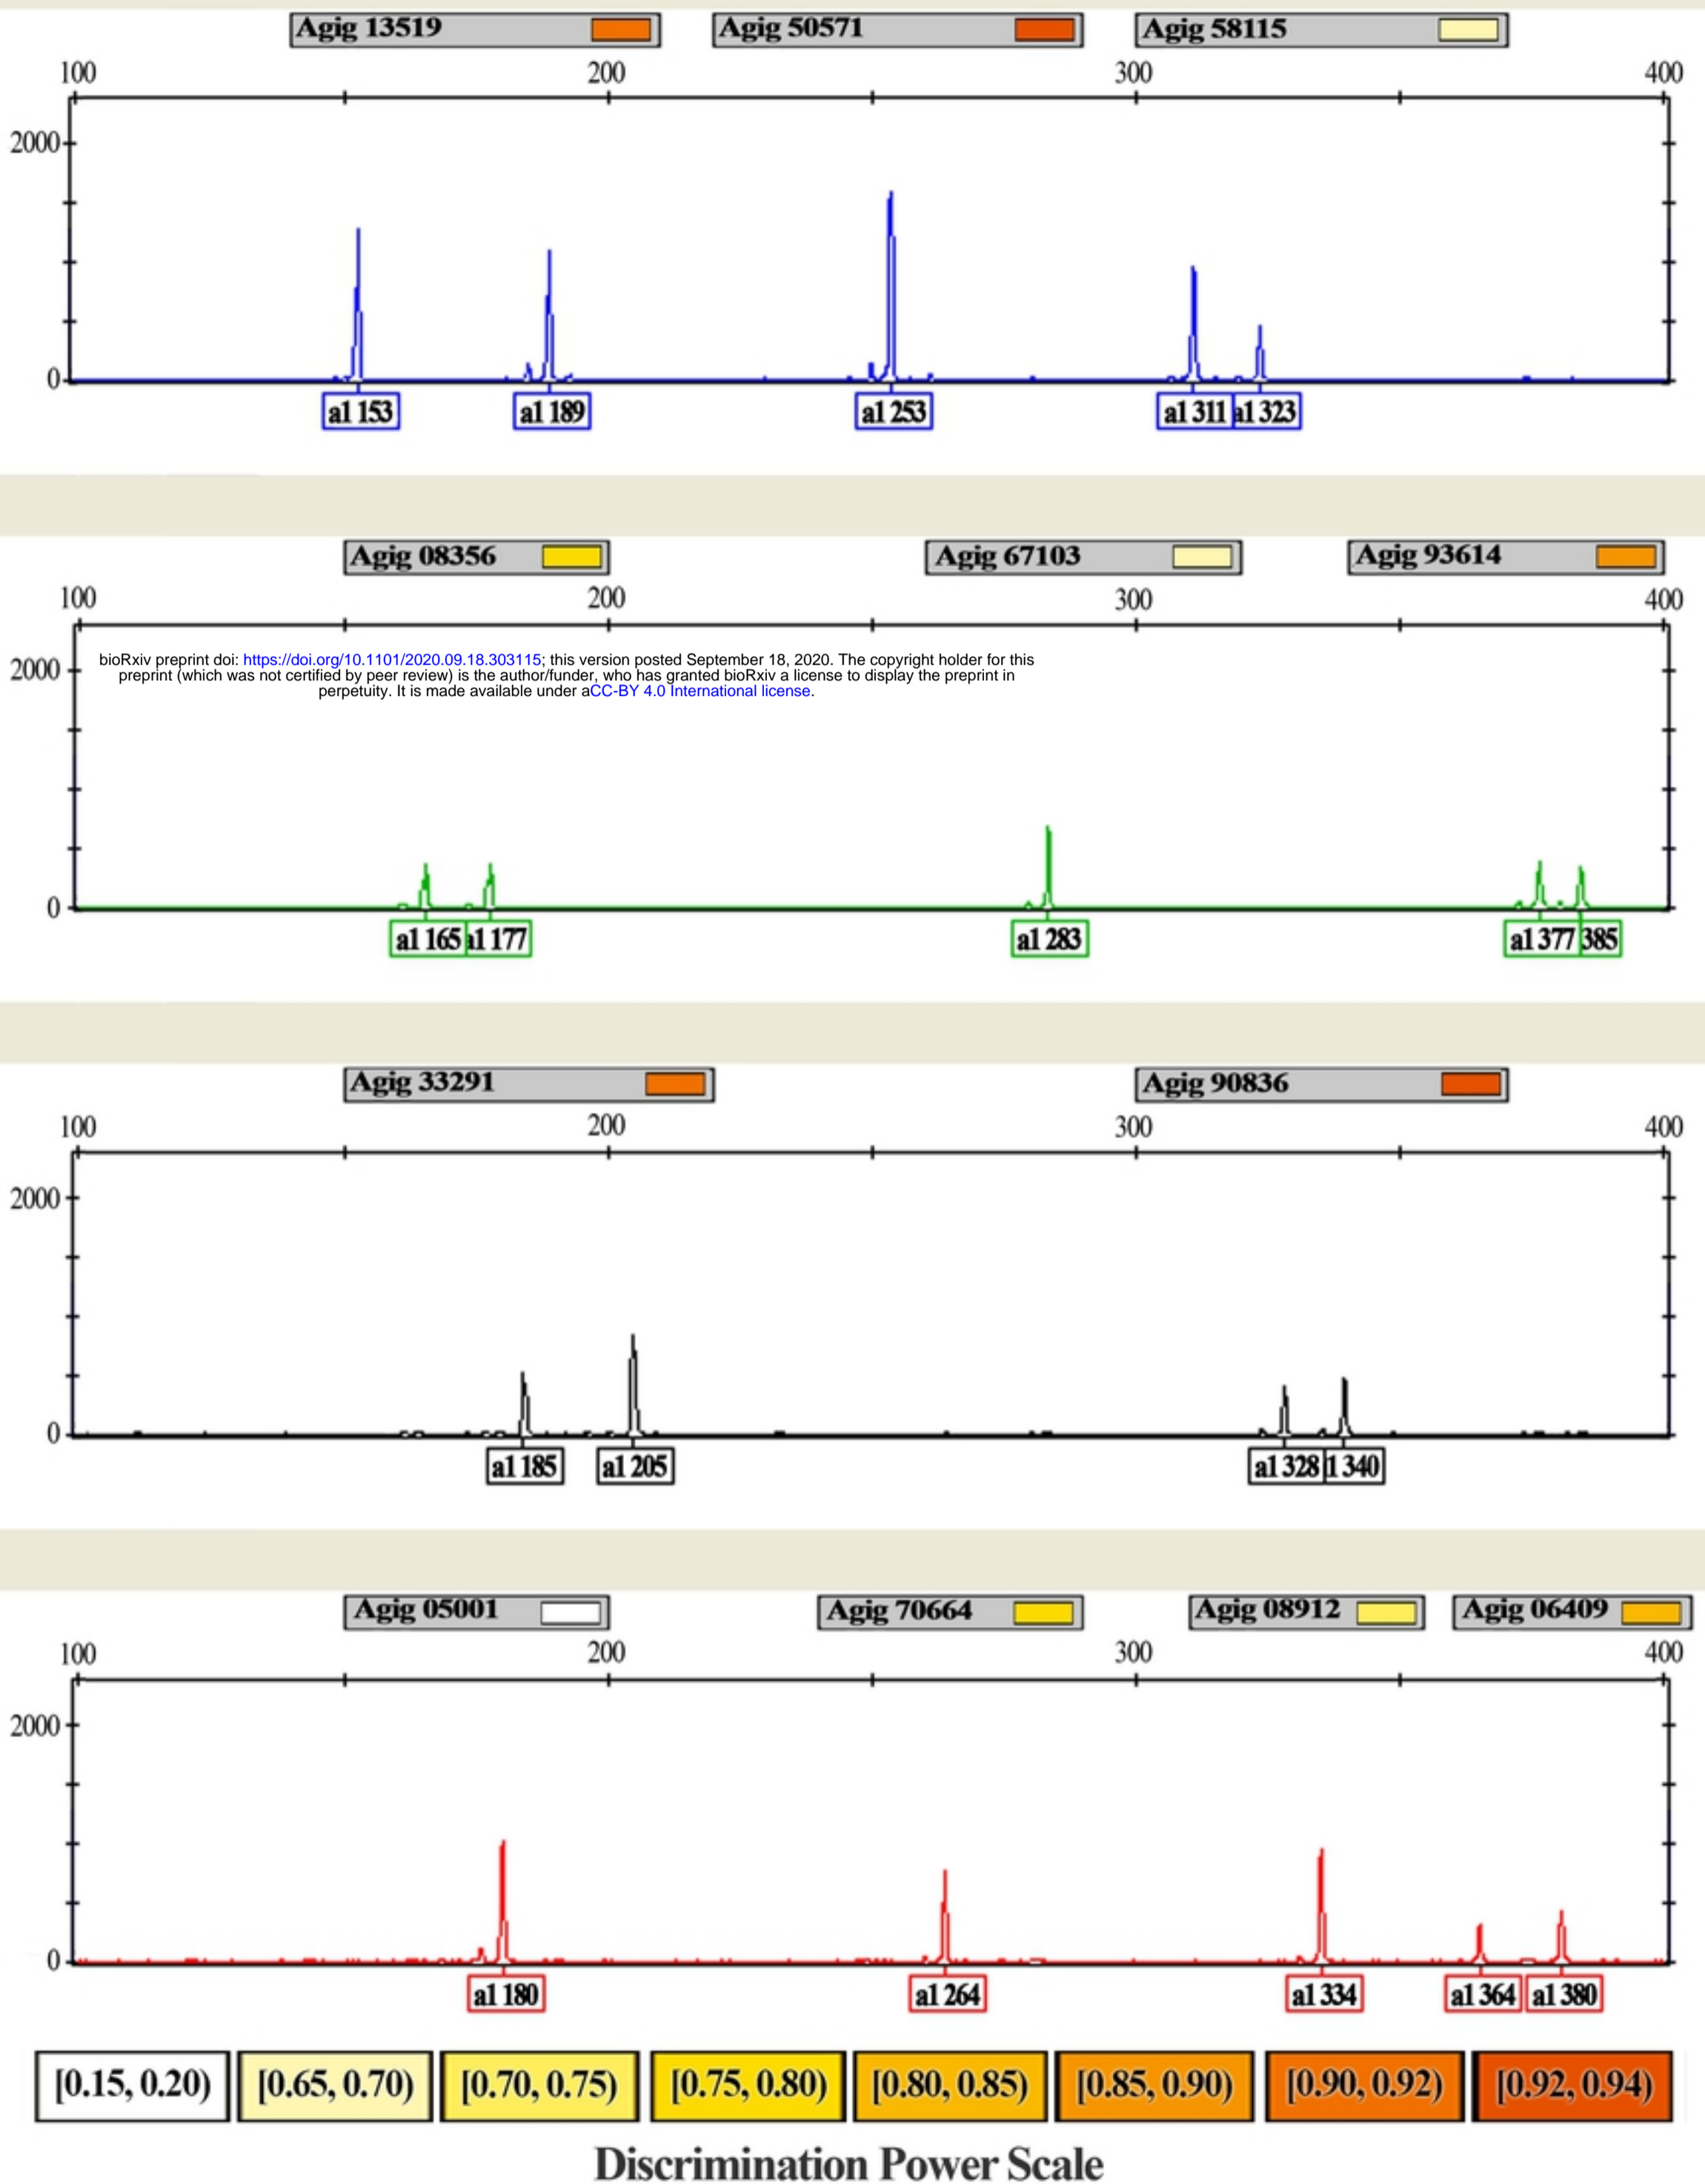 Agig 13519 Agig 50571 Agig 58115
100 200 300 400
2000
0
al 153 al 189 al 253 al 311 al 323
Agig 08356 Agig 67103 Agig 93614
100 200 300 400
2000
bioRxiv preprint doi: https://doi.org/10.1101/2020.09.18.303115; this version posted September 18, 2020. The copyright holder for this
preprint (which was not certified by peer review) is the author/funder, who has granted bioRxiv a license to display the preprint in
perpetuity. It is made available under aCC-BY 4.0 International license.
0
al 165 al 177 al 283 al 377 385
Agig 33291 Agig 90836
100 200 300 400
2000
0
al 185 al 205 al 328 1 340
Agig 05001 Agig 70664 Agig 08912 Agig 06409
100 200 300 400
2000
0
al 180 al 264 al 334 al 364 al 380
[0.15, 0.20) [0.65, 0.70) [0.70, 0.75) [0.75, 0.80) [0.80, 0.85) [0.85, 0.90) [0.90, 0.92) [0.92, 0.94)
Discrimination Power Scale